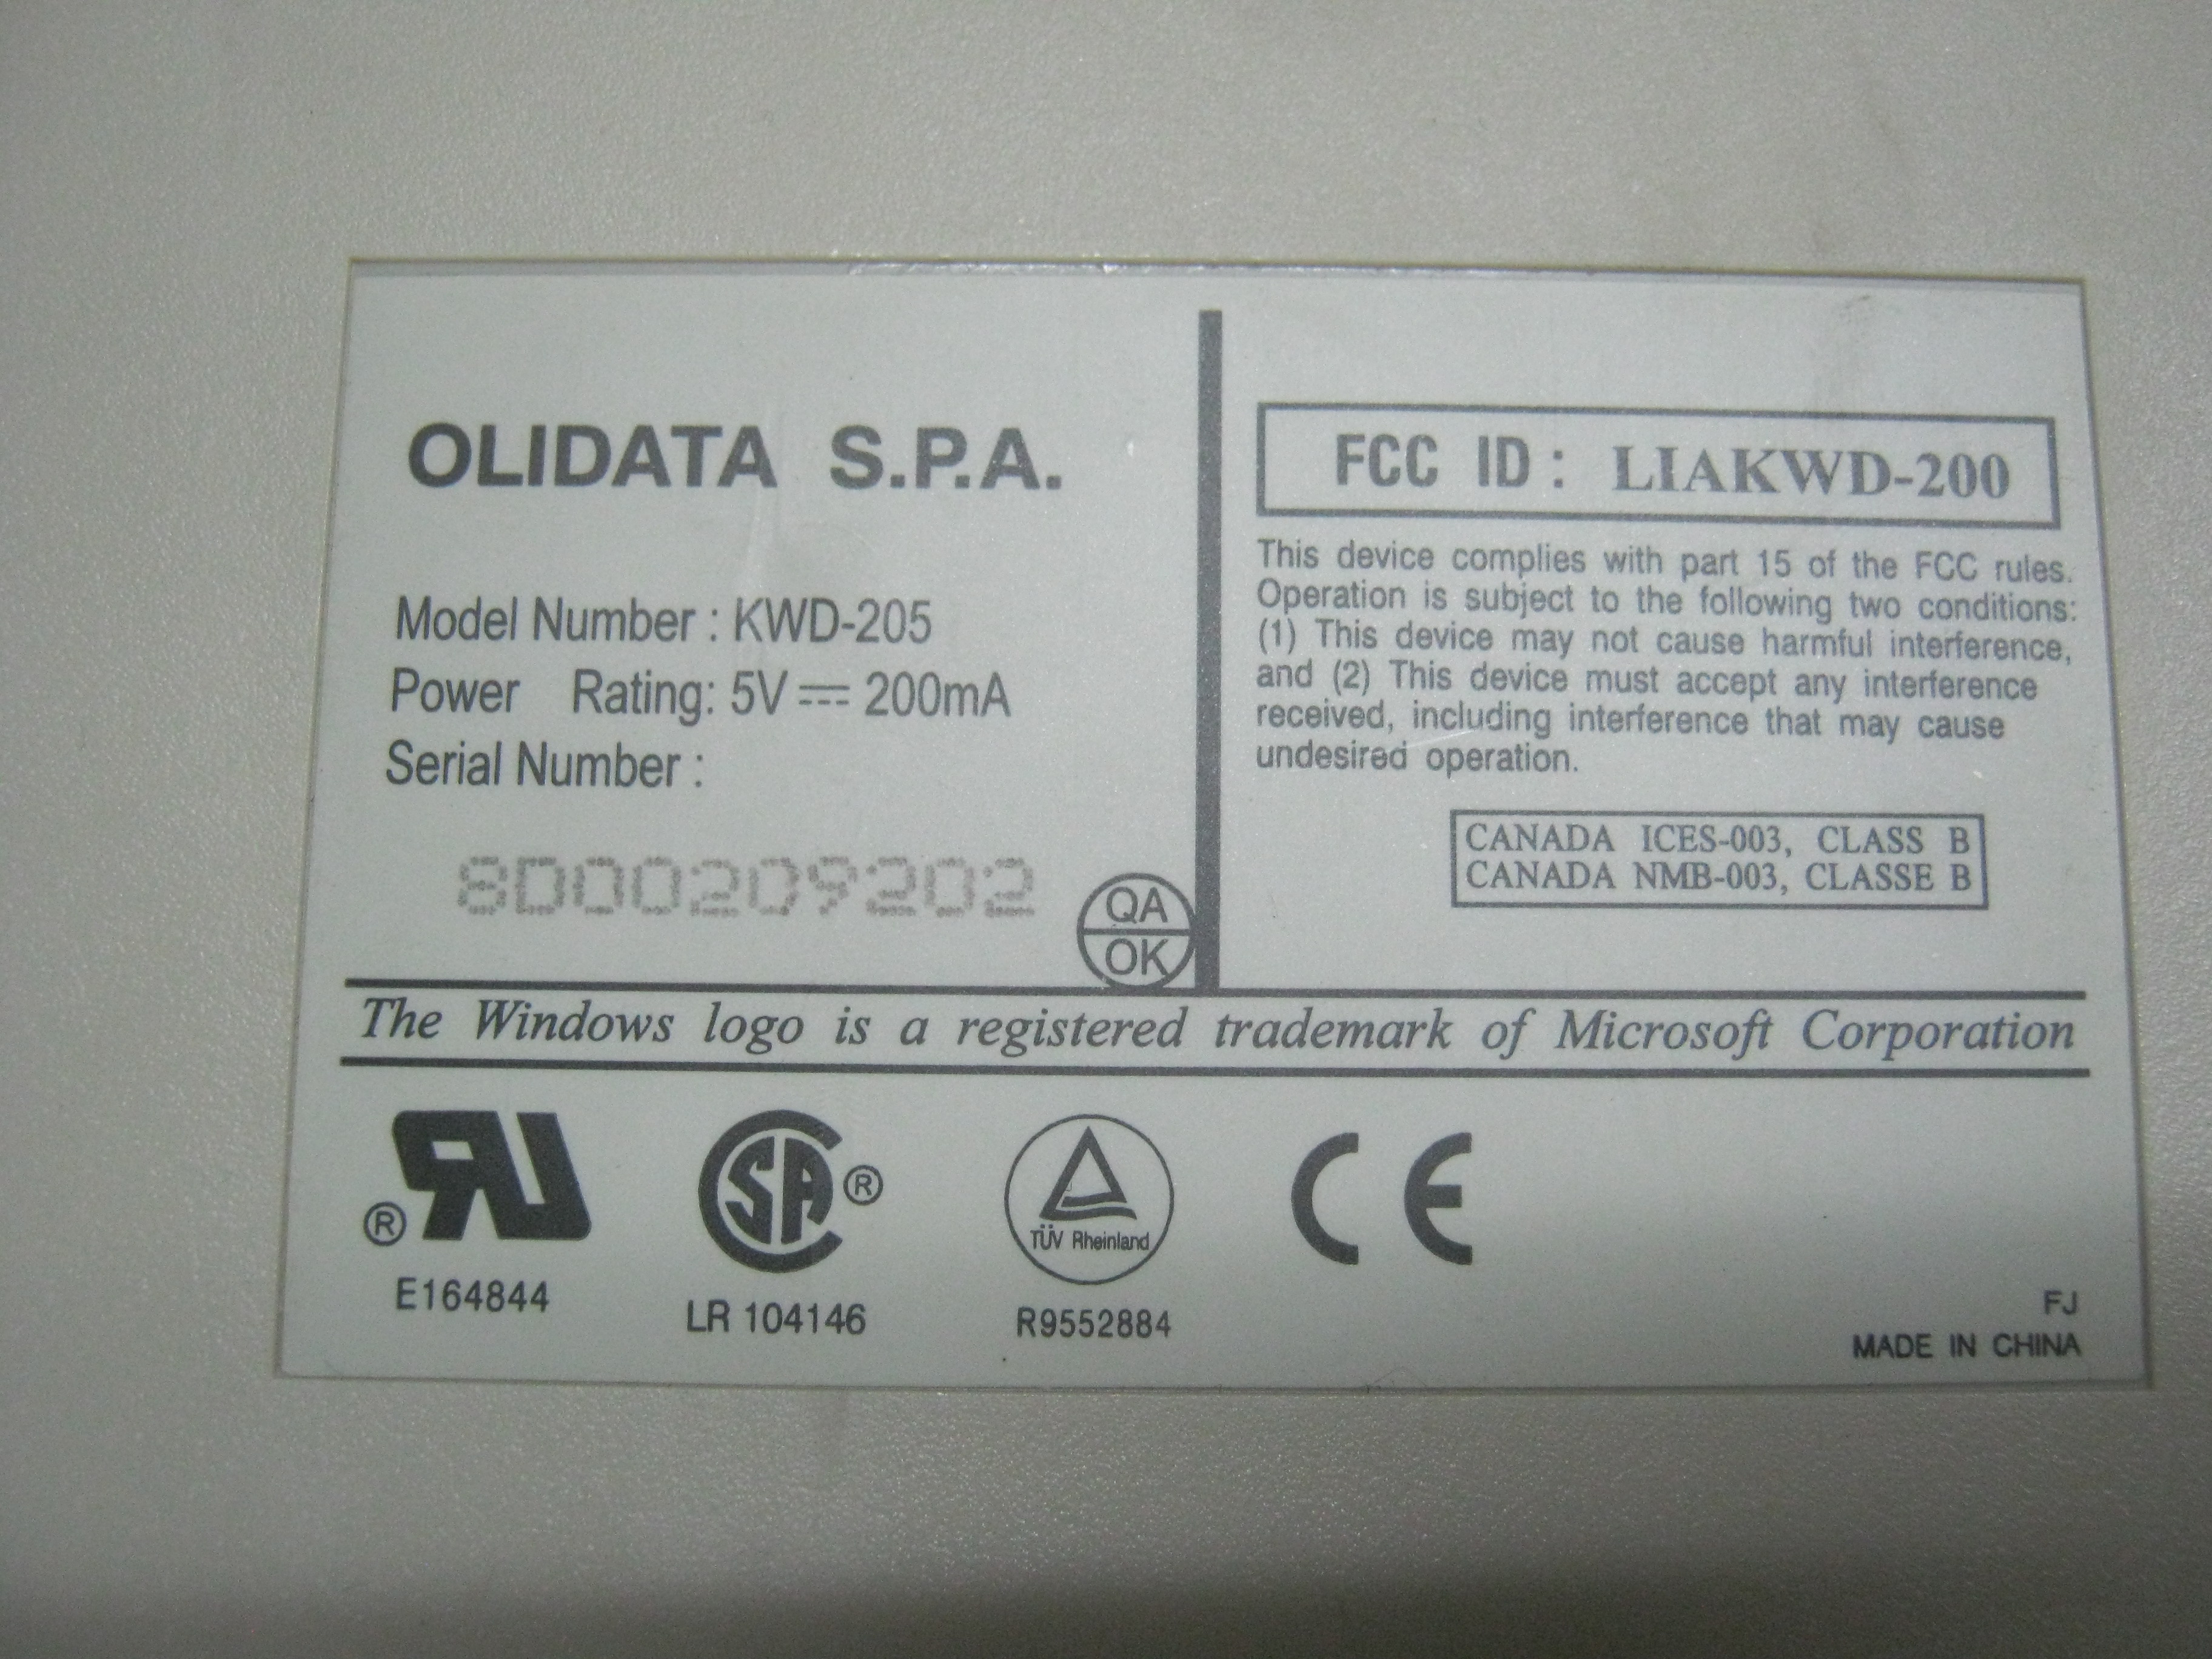 OLIDATA S.P.A.
Model Number : KWD-205
Power Rating: 5V 200mA
Serial Number :
8D00209202
QA
OK
FCC ID : LIAKWD-200
This device complies with part 15 of the FCC rules.
Operation is subject to the following two conditions:
(1) This device may not cause harmful interference,
and (2) This device must accept any interference
received, including interference that may cause
undesired operation.
CANADA ICES-003, CLASS B
CANADA NMB-003, CLASSE B
The Windows logo is a registered trademark of Microsoft Corporation
®
E164844
SA ®
LR 104146
TÜV Rheinland
R9552884
CE
FJ
MADE IN CHINA